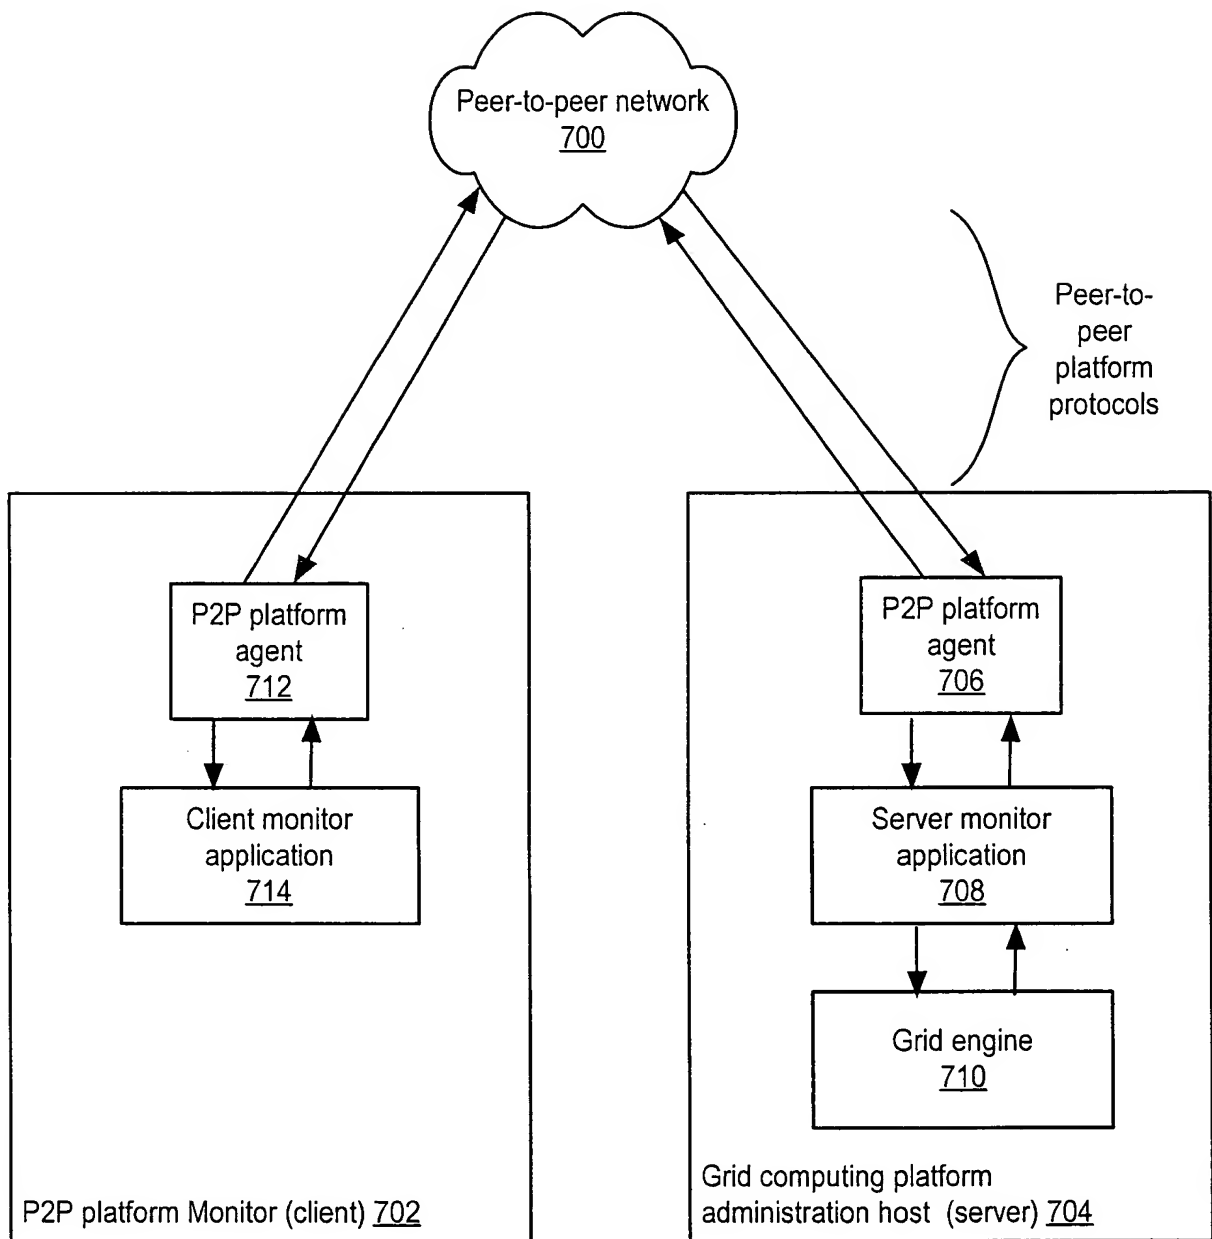 Peer-to-peer network
700
Peer-to-
peer
platform
protocols
P2P platform
agent
712
Client monitor
application
714
P2P platform Monitor (client) 702
P2P platform
agent
706
Server monitor
application
708
Grid engine
710
Grid computing platform
administration host (server) 704